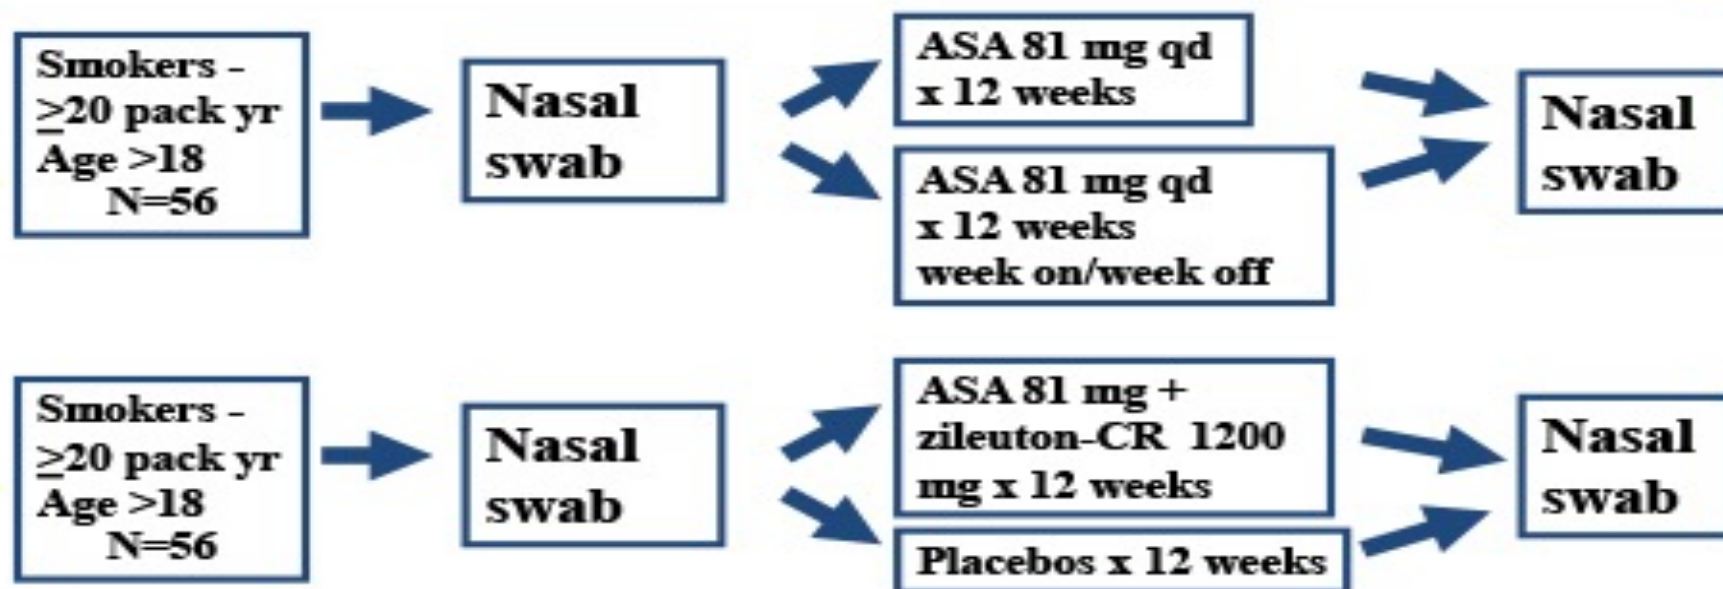 Smokers -
≥20 pack yr
Age >18
N=56
Nasal
swab
ASA 81 mg qd
x 12 weeks
ASA 81 mg qd
x 12 weeks
week on/week off
Nasal
swab
Smokers -
≥20 pack yr
Age >18
N=56
Nasal
swab
ASA 81 mg +
zileuton-CR 1200
mg x 12 weeks
Placebos x 12 weeks
Nasal
swab